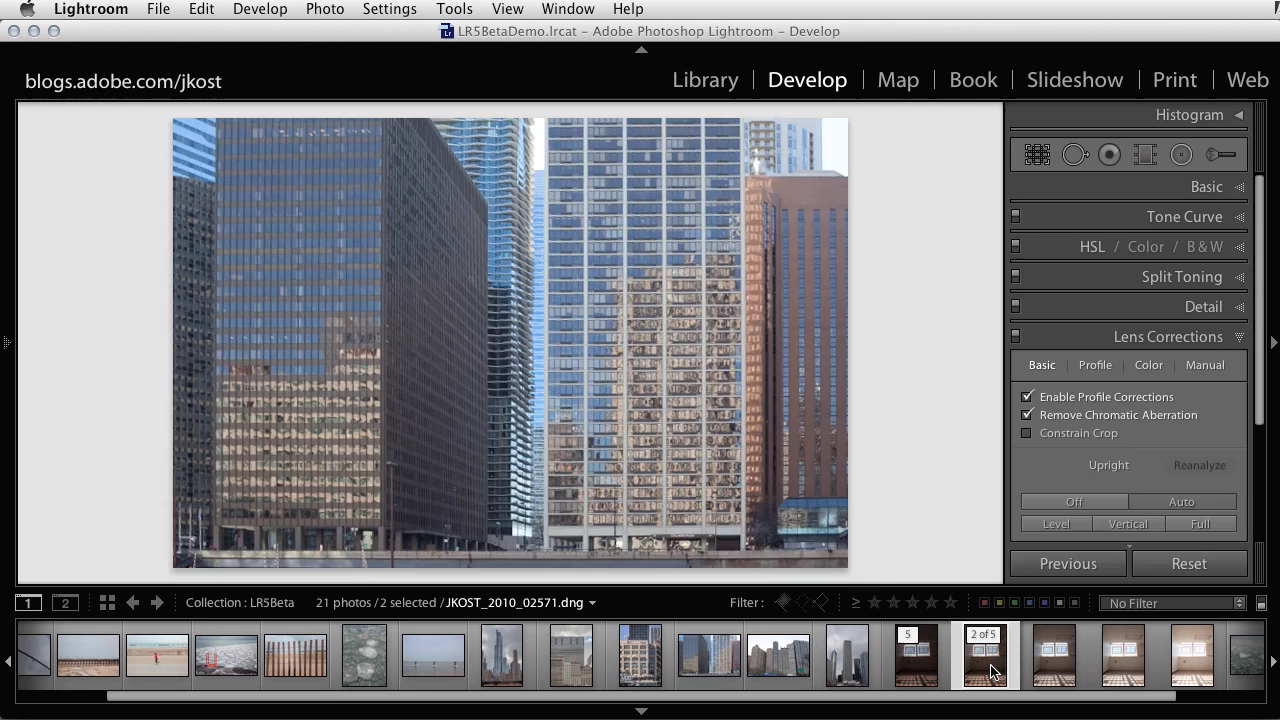 Lightroom File Edit Develop Photo Settings Tools View Window Help
Lr LR5BetaDemo.lrcat – Adobe Photoshop Lightroom – Develop
blogs.adobe.com/jkost
Library | Develop | Map | Book | Slideshow | Print | Web
Histogram
Basic
Tone Curve
HSL / Color / B & W
Split Toning
Detail
Lens Corrections
Basic | Profile | Color | Manual
Enable Profile Corrections
Remove Chromatic Aberration
Constrain Crop
Upright Reanalyze
Off Auto
Level Vertical Full
Previous Reset
1 2 Collection : LR5Beta 21 photos / 2 selected / JKOST_2010_02571.dng Filter : ≥ No Filter
5 2 of 5